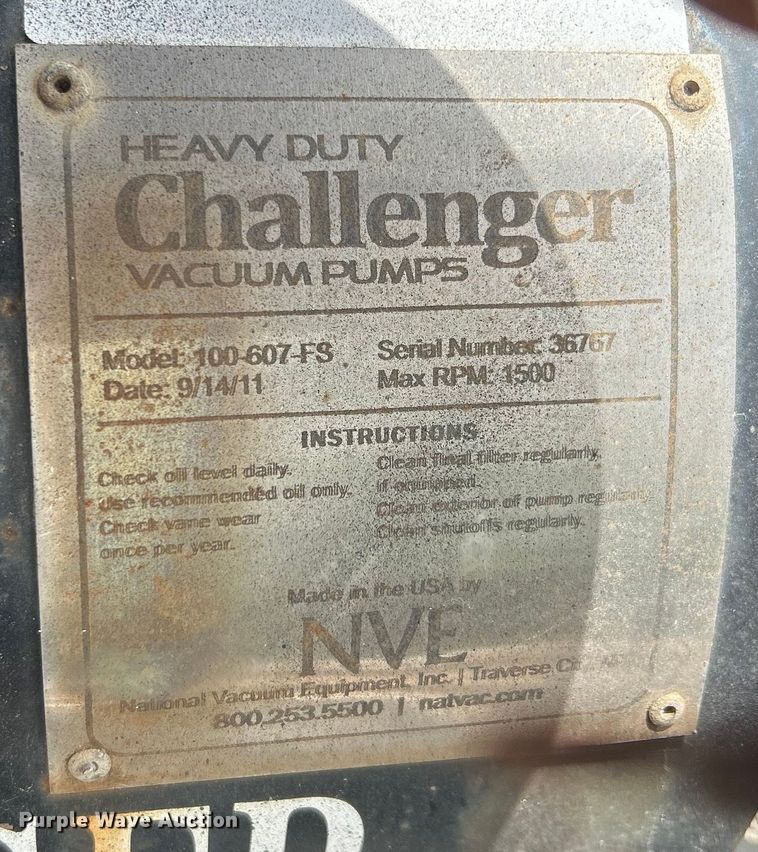 HEAVY DUTY
Challenger
VACUUM PUMPS
Model: 100-607-FS
Serial Number: 36767
Date: 9/14/11
Max RPM: 1500
INSTRUCTIONS
Check oil level daily.
Use recommended oil only.
Check vane wear
once per year.
Clean final filter regularly,
if equipped.
Clean exterior of pump regularly.
Clean shutoffs regularly.
Made in the USA by
NVE
National Vacuum Equipment, Inc. | Traverse City,
800.253.5500 | natvac.com
Purple Wave Auction